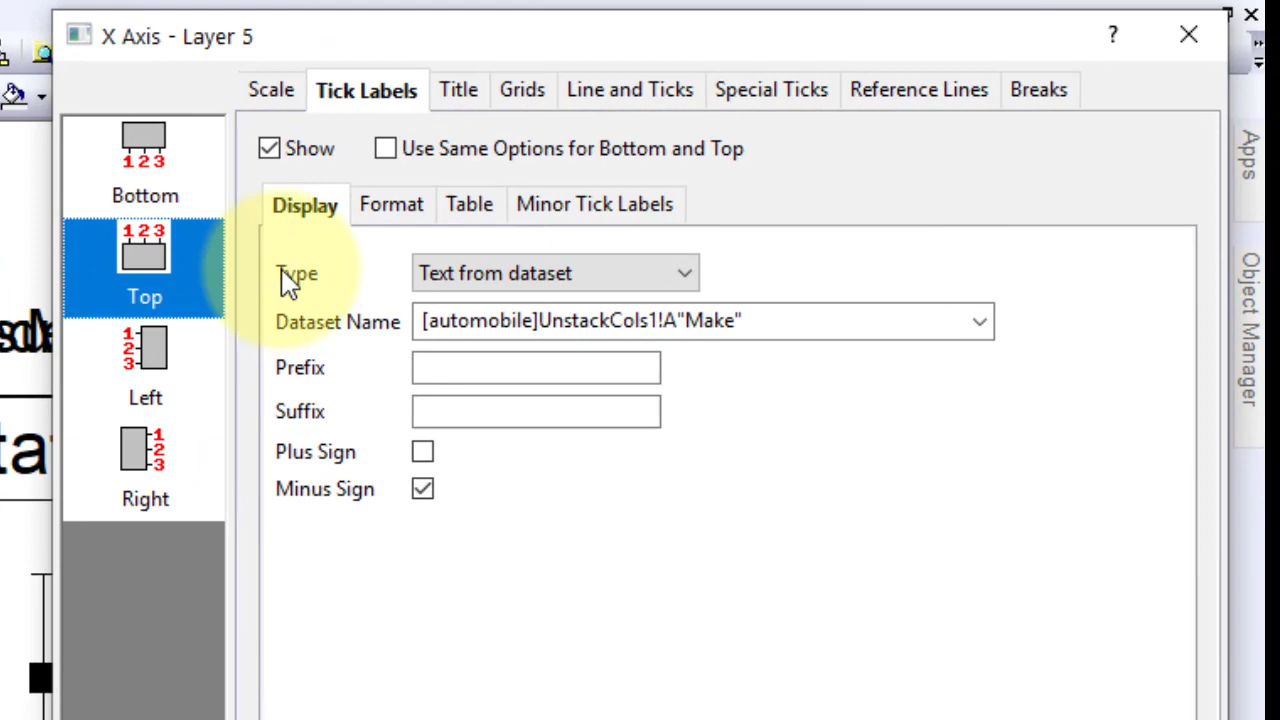 X Axis - Layer 5
?
Scale Tick Labels Title Grids Line and Ticks Special Ticks Reference Lines Breaks
Show Use Same Options for Bottom and Top
Display Format Table Minor Tick Labels
123
Bottom
123
Top
1
2
3
Left
1
2
3
Right
Type Text from dataset
Dataset Name [automobile]UnstackCols1!A"Make"
Prefix
Suffix
Plus Sign
Minus Sign
Apps
Object Manager